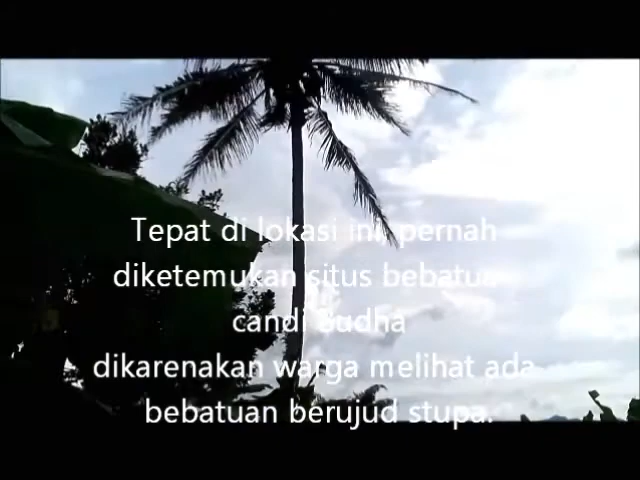 Tepat di lokasi ini, pernah
diketemukan situs bebatuan
candi Budha
dikarenakan warga melihat ada
bebatuan berujud stupa.